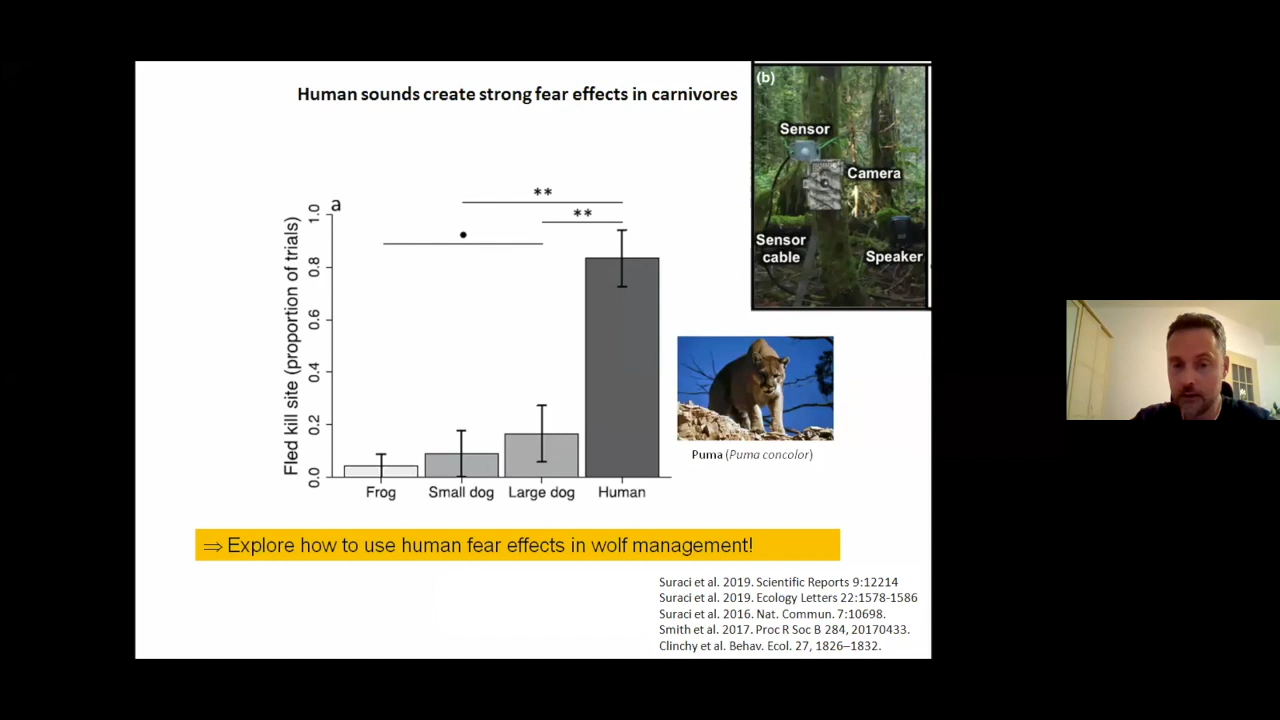 Human sounds create strong fear effects in carnivores
(b)
Sensor
Camera
Sensor
cable
Speaker
a
**
**
•
Fled kill site (proportion of trials)
1.0
0.8
0.6
0.4
0.2
0.0
Frog Small dog Large dog Human
Puma (Puma concolor)
⇒ Explore how to use human fear effects in wolf management!
Suraci et al. 2019. Scientific Reports 9:12214
Suraci et al. 2019. Ecology Letters 22:1578-1586
Suraci et al. 2016. Nat. Commun. 7:10698.
Smith et al. 2017. Proc R Soc B 284, 20170433.
Clinchy et al. Behav. Ecol. 27, 1826–1832.